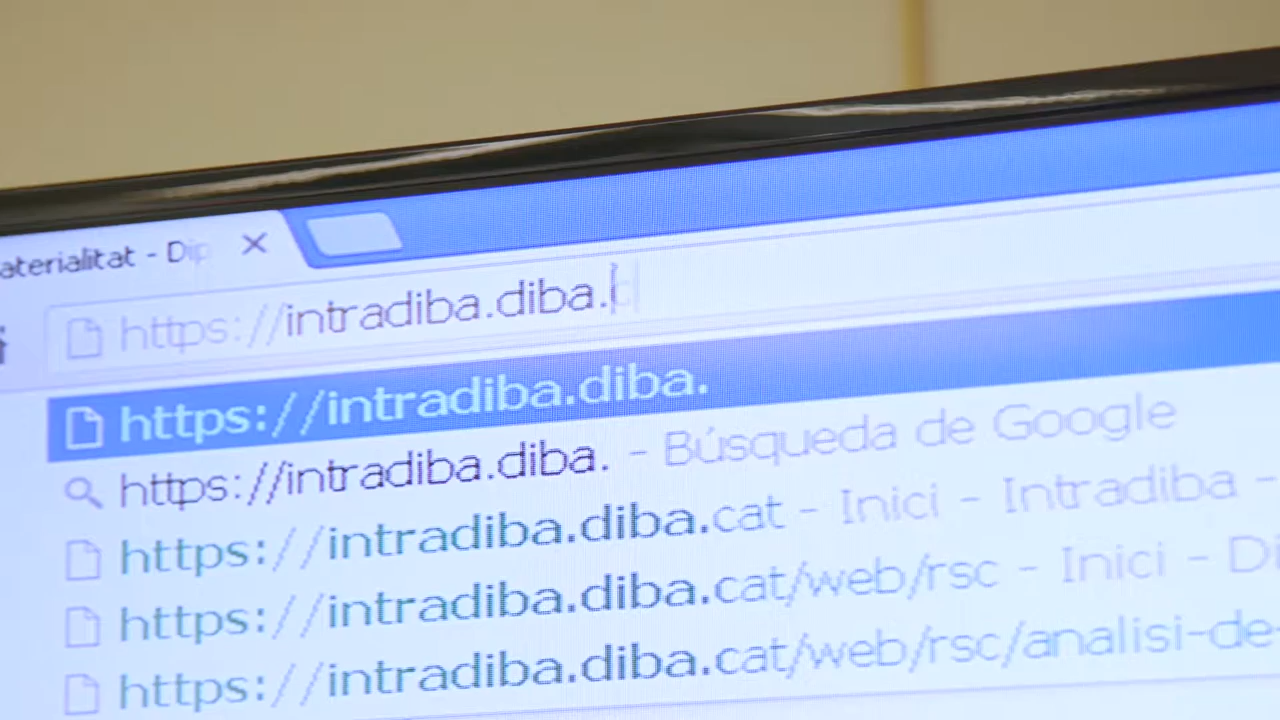 aterialitat - Dip
https://intradiba.diba.
https://intradiba.diba.
https://intradiba.diba. - Búsqueda de Google
https://intradiba.diba.cat - Inici - Intradiba -
https://intradiba.diba.cat/web/rsc - Inici - Di
https://intradiba.diba.cat/web/rsc/analisi-de-